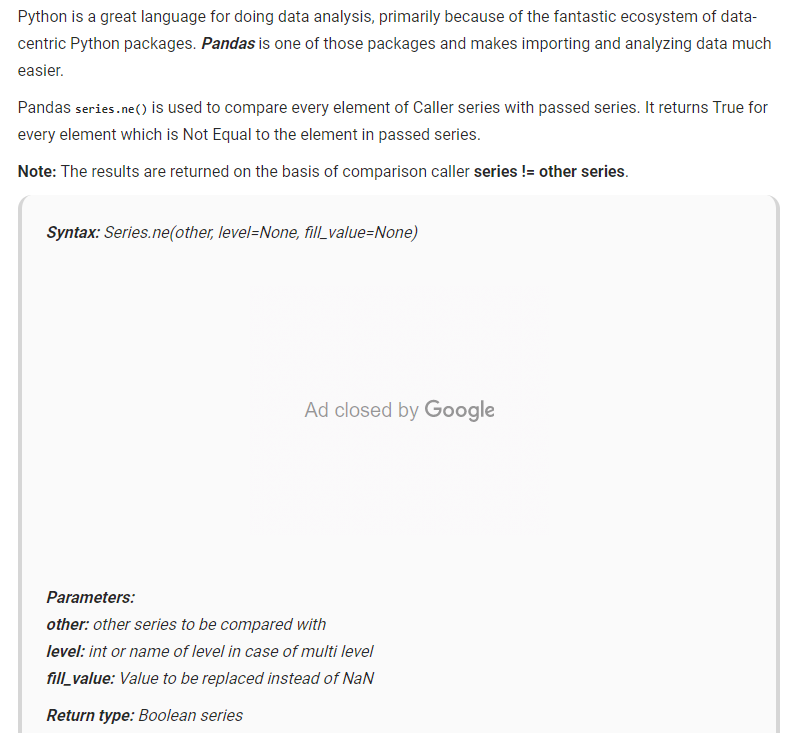 Python is a great language for doing data analysis, primarily because of the fantastic ecosystem of data-
centric Python packages. Pandas is one of those packages and makes importing and analyzing data much
easier.
Pandas series.ne() is used to compare every element of Caller series with passed series. It returns True for
every element which is Not Equal to the element in passed series.
Note: The results are returned on the basis of comparison caller series != other series.
Syntax: Series.ne(other, level=None, fill_value=None)
Ad closed by Google
Parameters:
other: other series to be compared with
level: int or name of level in case of multi level
fill_value: Value to be replaced instead of NaN
Return type: Boolean series